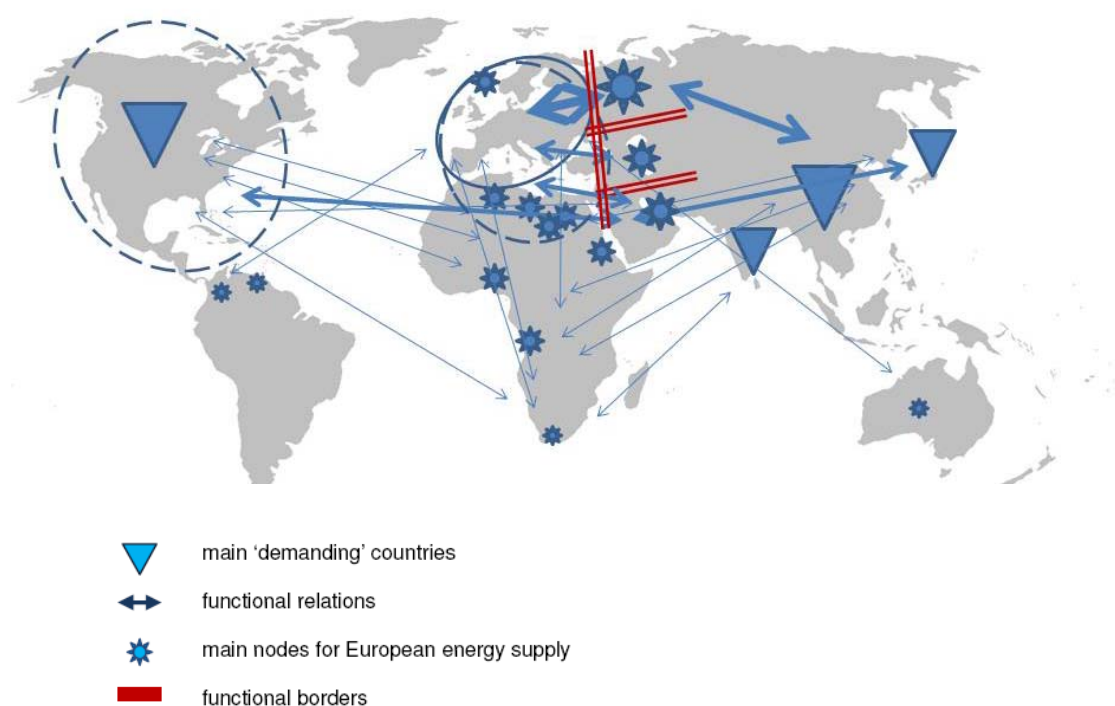 main ‘demanding’ countries
functional relations
main nodes for European energy supply
functional borders